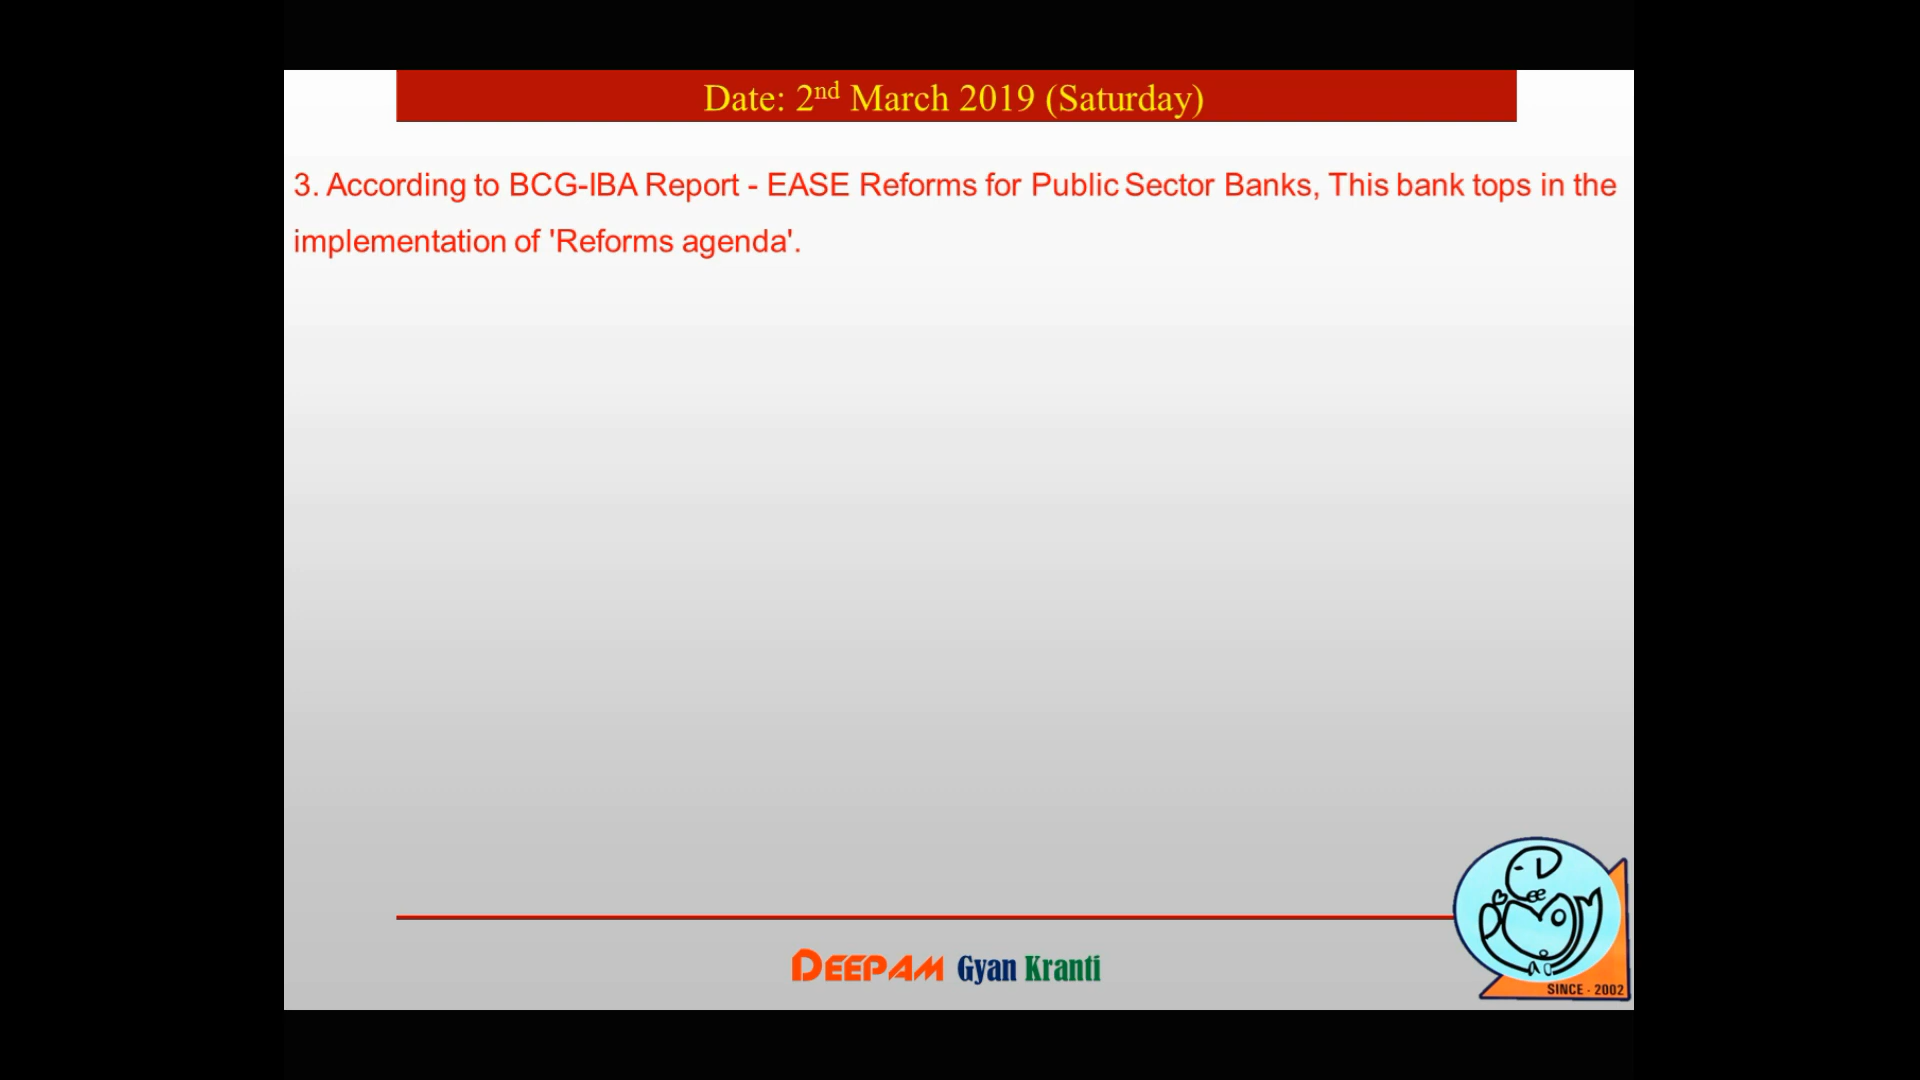 Date: 2nd March 2019 (Saturday)
3. According to BCG-IBA Report - EASE Reforms for Public Sector Banks, This bank tops in the
implementation of 'Reforms agenda'.
DEEPAM Gyan Kranti
SINCE - 2002